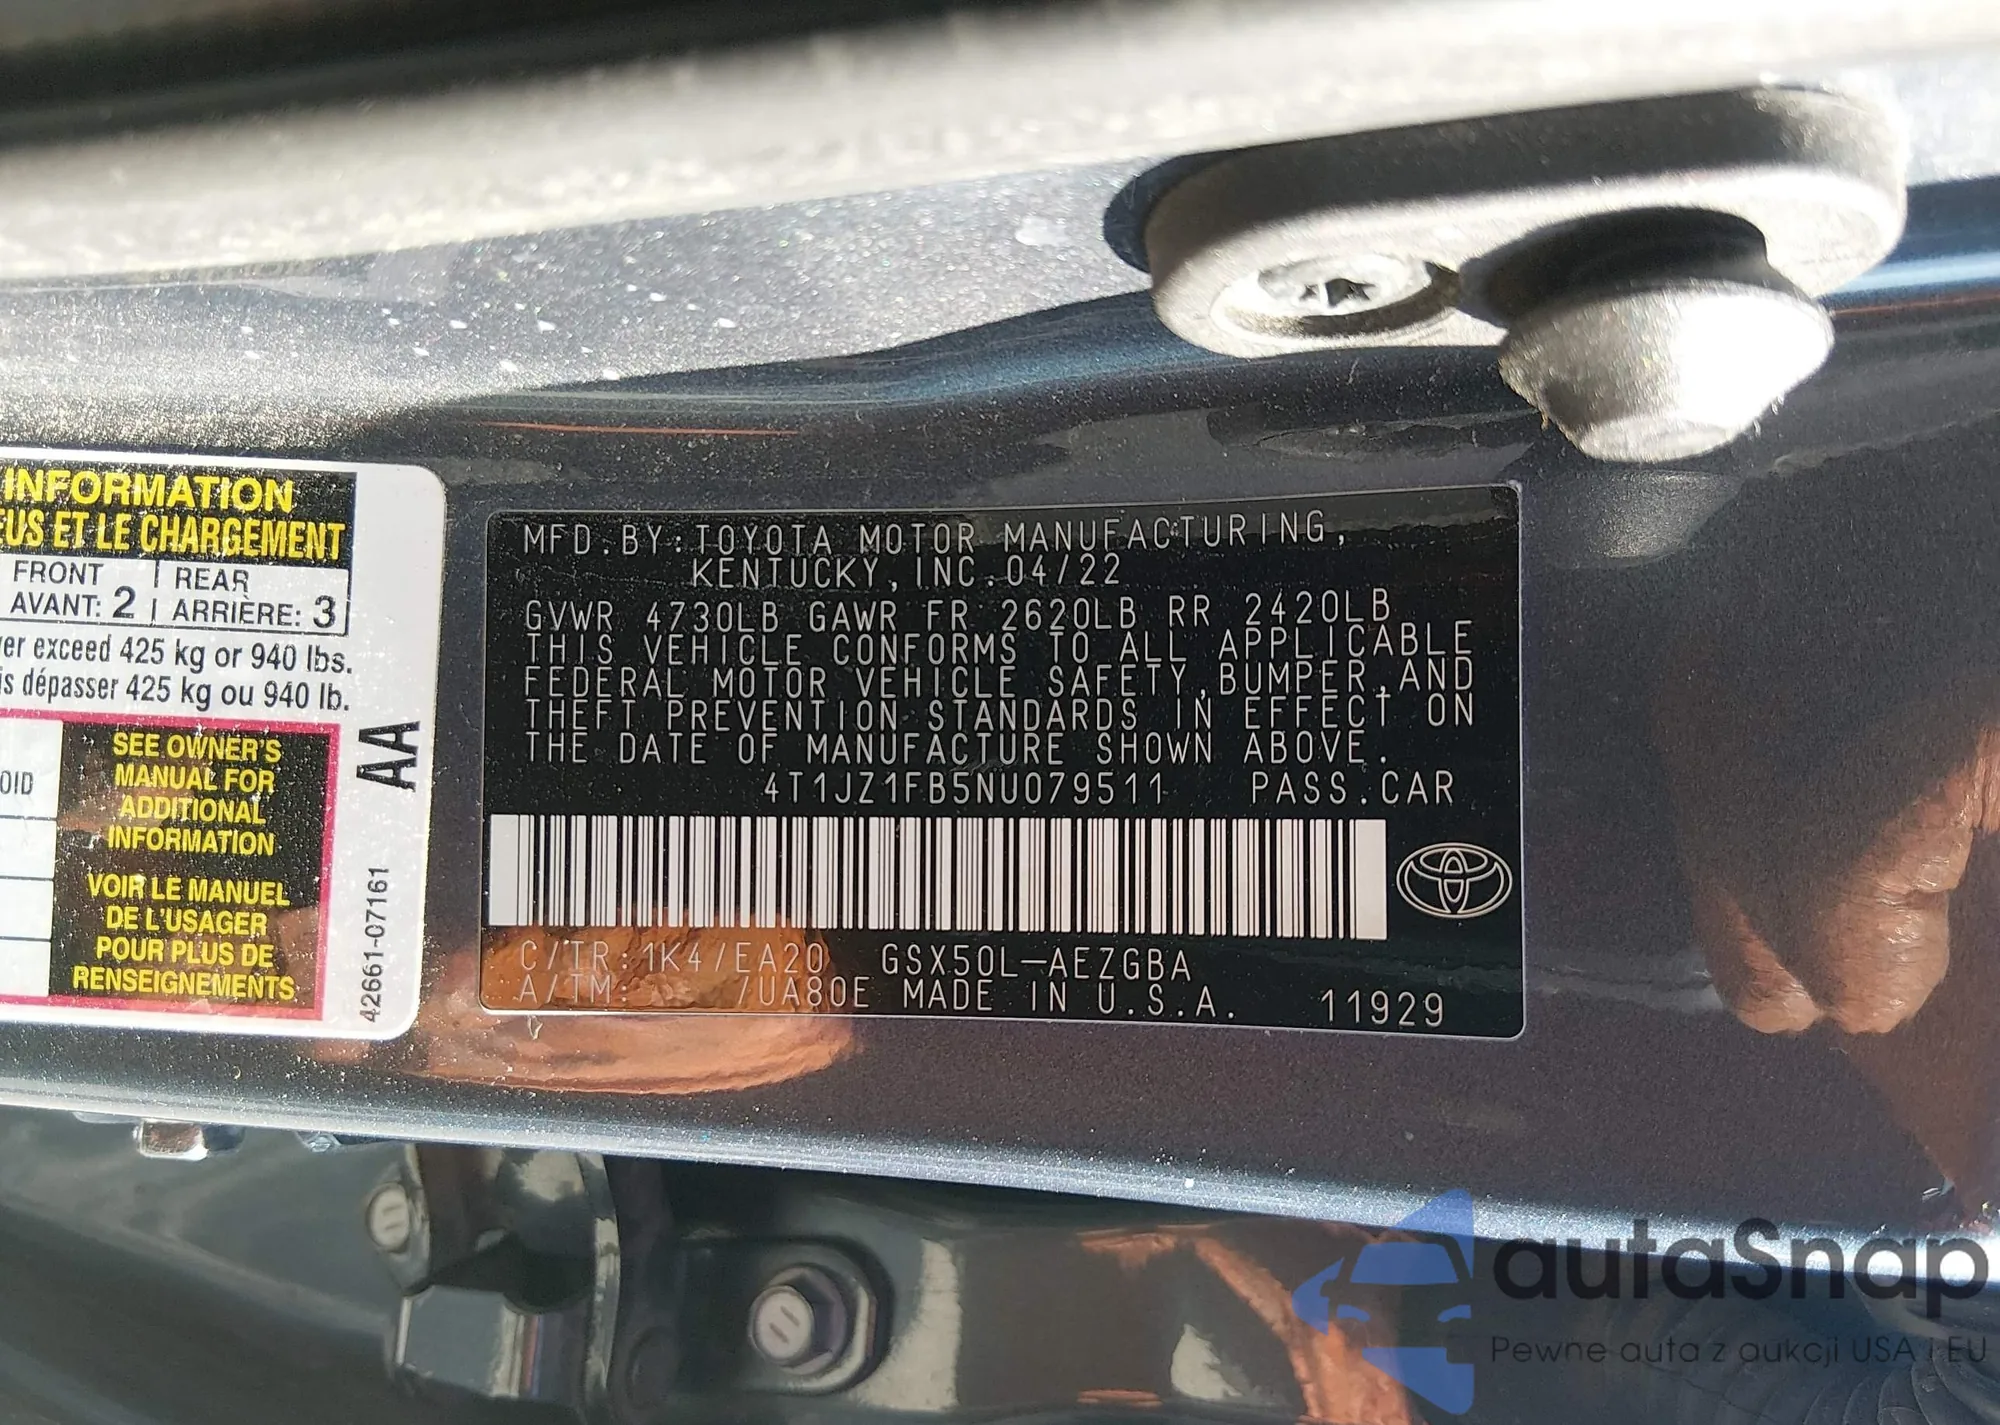 INFORMATION
EUS ET LE CHARGEMENT
FRONT REAR
AVANT: 2 ARRIÈRE: 3
er exceed 425 kg or 940 lbs.
is dépasser 425 kg ou 940 lb.
OID
SEE OWNER'S
MANUAL FOR
ADDITIONAL
INFORMATION
VOIR LE MANUEL
DE L'USAGER
POUR PLUS DE
RENSEIGNEMENTS
AA
42661-07161
MFD.BY:TOYOTA MOTOR MANUFACTURING,
KENTUCKY,INC.04/22
GVWR 4730LB GAWR FR 2620LB RR 2420LB
THIS VEHICLE CONFORMS TO ALL APPLICABLE
FEDERAL MOTOR VEHICLE SAFETY,BUMPER,AND
THEFT PREVENTION STANDARDS IN EFFECT ON
THE DATE OF MANUFACTURE SHOWN ABOVE.
4T1JZ1FB5NU079511 PASS.CAR
C/TR:1K4/EA20 GSX50L-AEZGBA
A/TM: /UA80E MADE IN U.S.A. 11929
autaSnap
Pewne auta z aukcji USA i EU